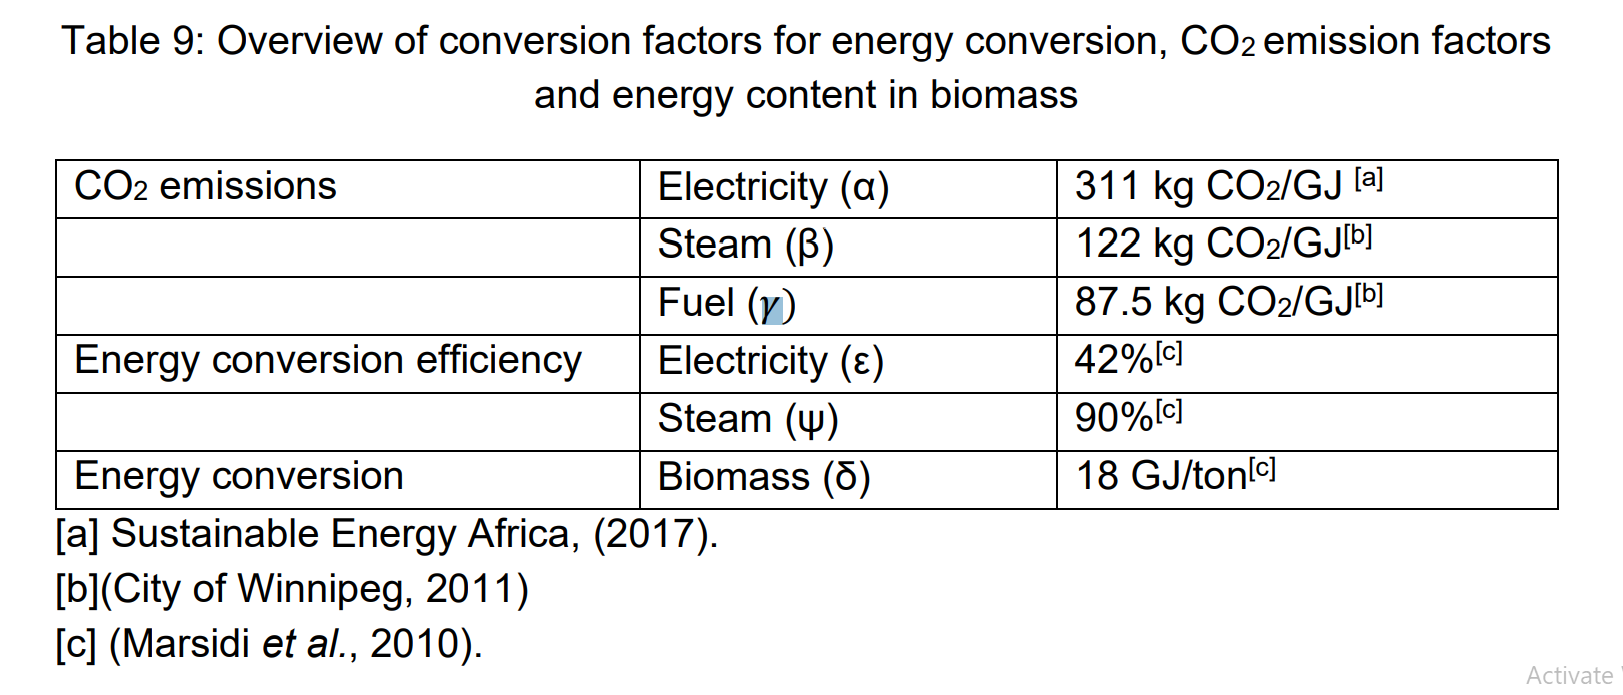 Table 9: Overview of conversion factors for energy conversion, CO2 emission factors
and energy content in biomass
CO2 emissions Electricity (α) 311 kg CO2/GJ [a]
Steam (β) 122 kg CO2/GJ[b]
Fuel (γ) 87.5 kg CO2/GJ[b]
Energy conversion efficiency Electricity (ε) 42%[c]
Steam (ψ) 90%[c]
Energy conversion Biomass (δ) 18 GJ/ton[c]
[a] Sustainable Energy Africa, (2017).
[b](City of Winnipeg, 2011)
[c] (Marsidi et al., 2010).
Activate